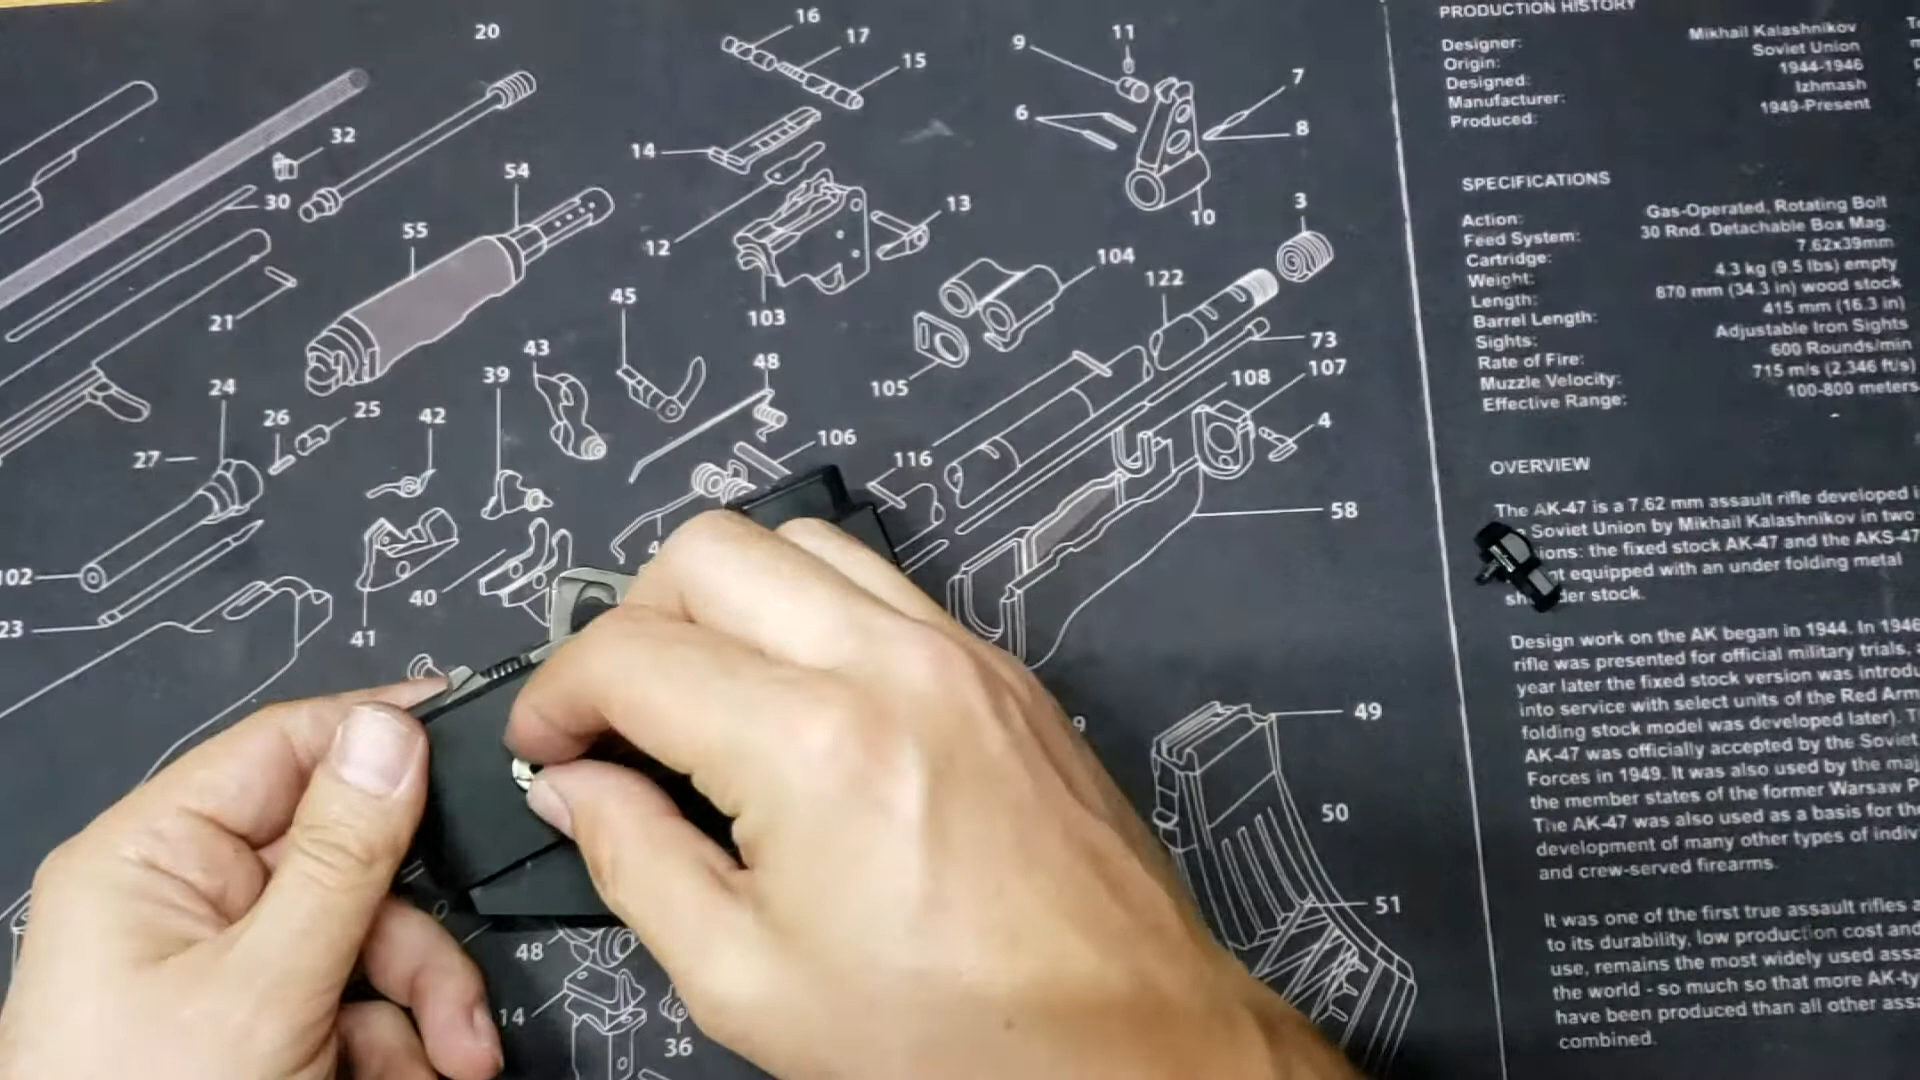 20
16
17
15
9
11
7
6
8
14
32
54
30
13
10
3
55
12
104
122
21
45
103
73
43
105
107
48
39
108
24
26
25
42
4
27
106
116
58
102
40
23
41
49
50
51
48
14
36
PRODUCTION HISTORY
Designer: Mikhail Kalashnikov
Origin: Soviet Union
Designed: 1944-1946
Manufacturer: Izhmash
Produced: 1949-Present
SPECIFICATIONS
Action: Gas-Operated, Rotating Bolt
Feed System: 30 Rnd. Detachable Box Mag.
Cartridge: 7.62x39mm
Weight: 4.3 kg (9.5 lbs) empty
Length: 870 mm (34.3 in) wood stock
Barrel Length: 415 mm (16.3 in)
Sights: Adjustable Iron Sights
Rate of Fire: 600 Rounds/min
Muzzle Velocity: 715 m/s (2,346 ft/s)
Effective Range: 100-800 meters
OVERVIEW
The AK-47 is a 7.62 mm assault rifle developed
Soviet Union by Mikhail Kalashnikov in two
ions: the fixed stock AK-47 and the AKS-47
nt equipped with an under folding metal
der stock.
Design work on the AK began in 1944. In 1946
rifle was presented for official military trials,
year later the fixed stock version was introdu
into service with select units of the Red Arm
folding stock model was developed later).
AK-47 was officially accepted by the Soviet
Forces in 1949. It was also used by the maj
the member states of the former Warsaw P
The AK-47 was also used as a basis for the
development of many other types of indiv
and crew-served firearms.
It was one of the first true assault rifles
to its durability, low production cost and
use, remains the most widely used assa
the world - so much so that more AK-ty
have been produced than all other assa
combined.